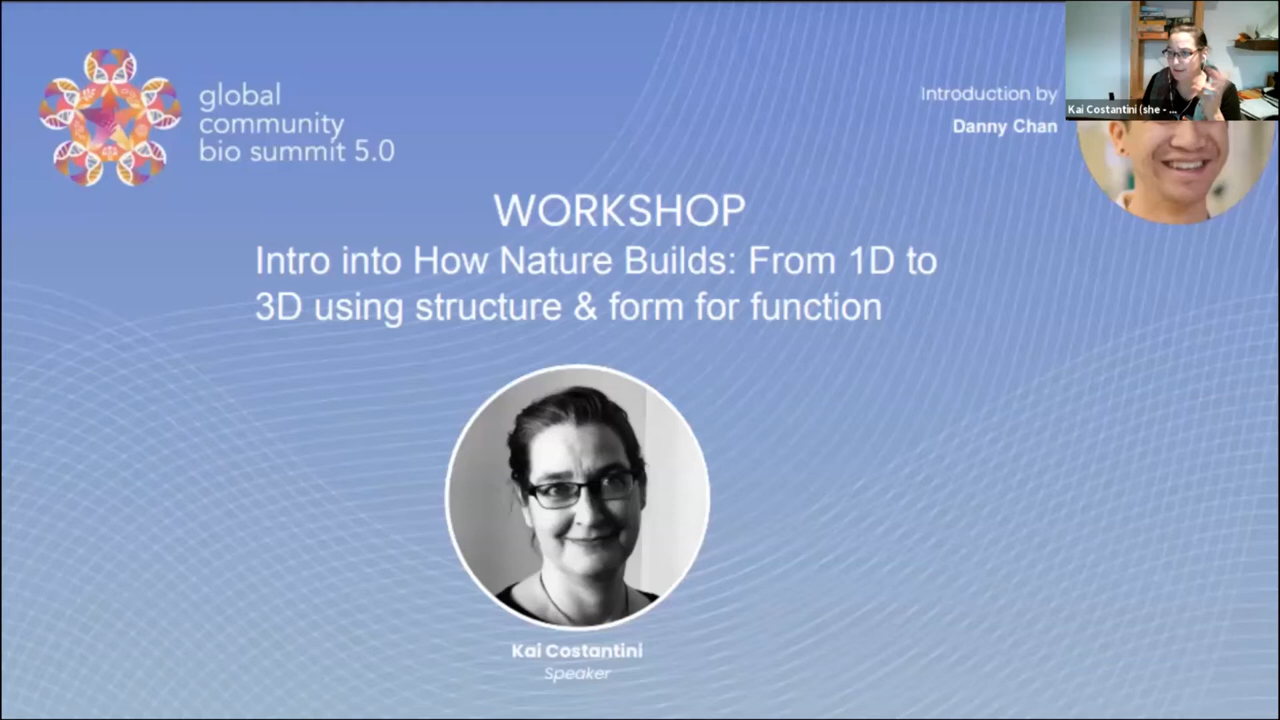 global
community
bio summit 5.0
Introduction by
Danny Chan
Kai Costantini (she - ...
WORKSHOP
Intro into How Nature Builds: From 1D to
3D using structure & form for function
Kai Costantini
Speaker